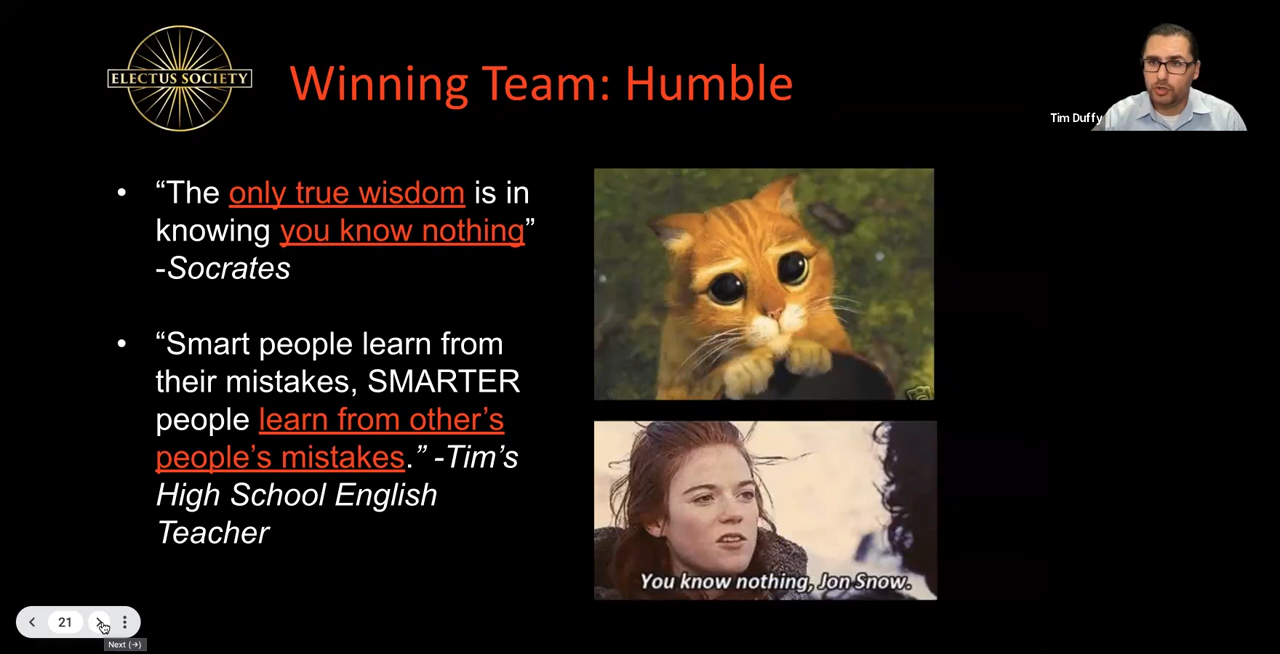 ELECTUS SOCIETY
Winning Team: Humble
Tim Duffy
• “The only true wisdom is in
knowing you know nothing”
-Socrates
• “Smart people learn from
their mistakes, SMARTER
people learn from other’s
people’s mistakes.” -Tim’s
High School English
Teacher
You know nothing, Jon Snow.
21
Next (→)